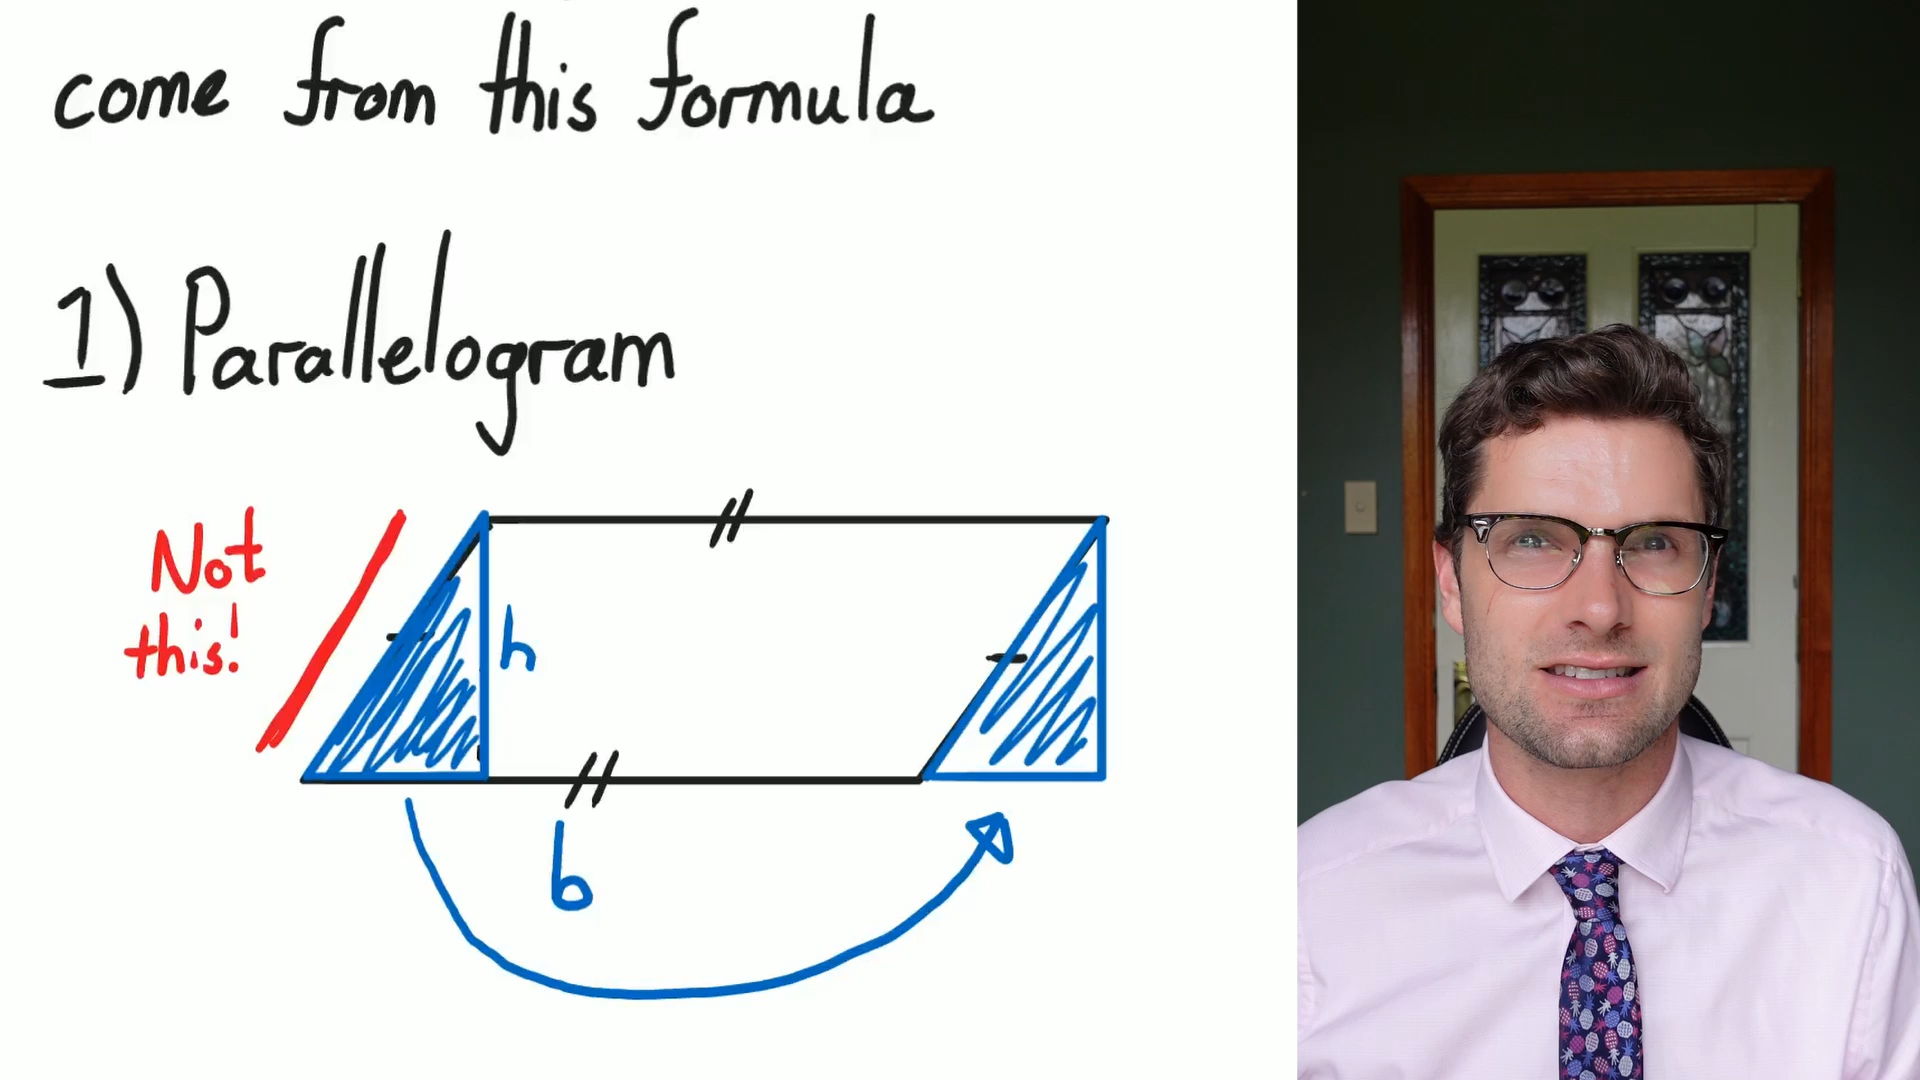 come from this formula
1) Parallelogram
Not
this!
h
b